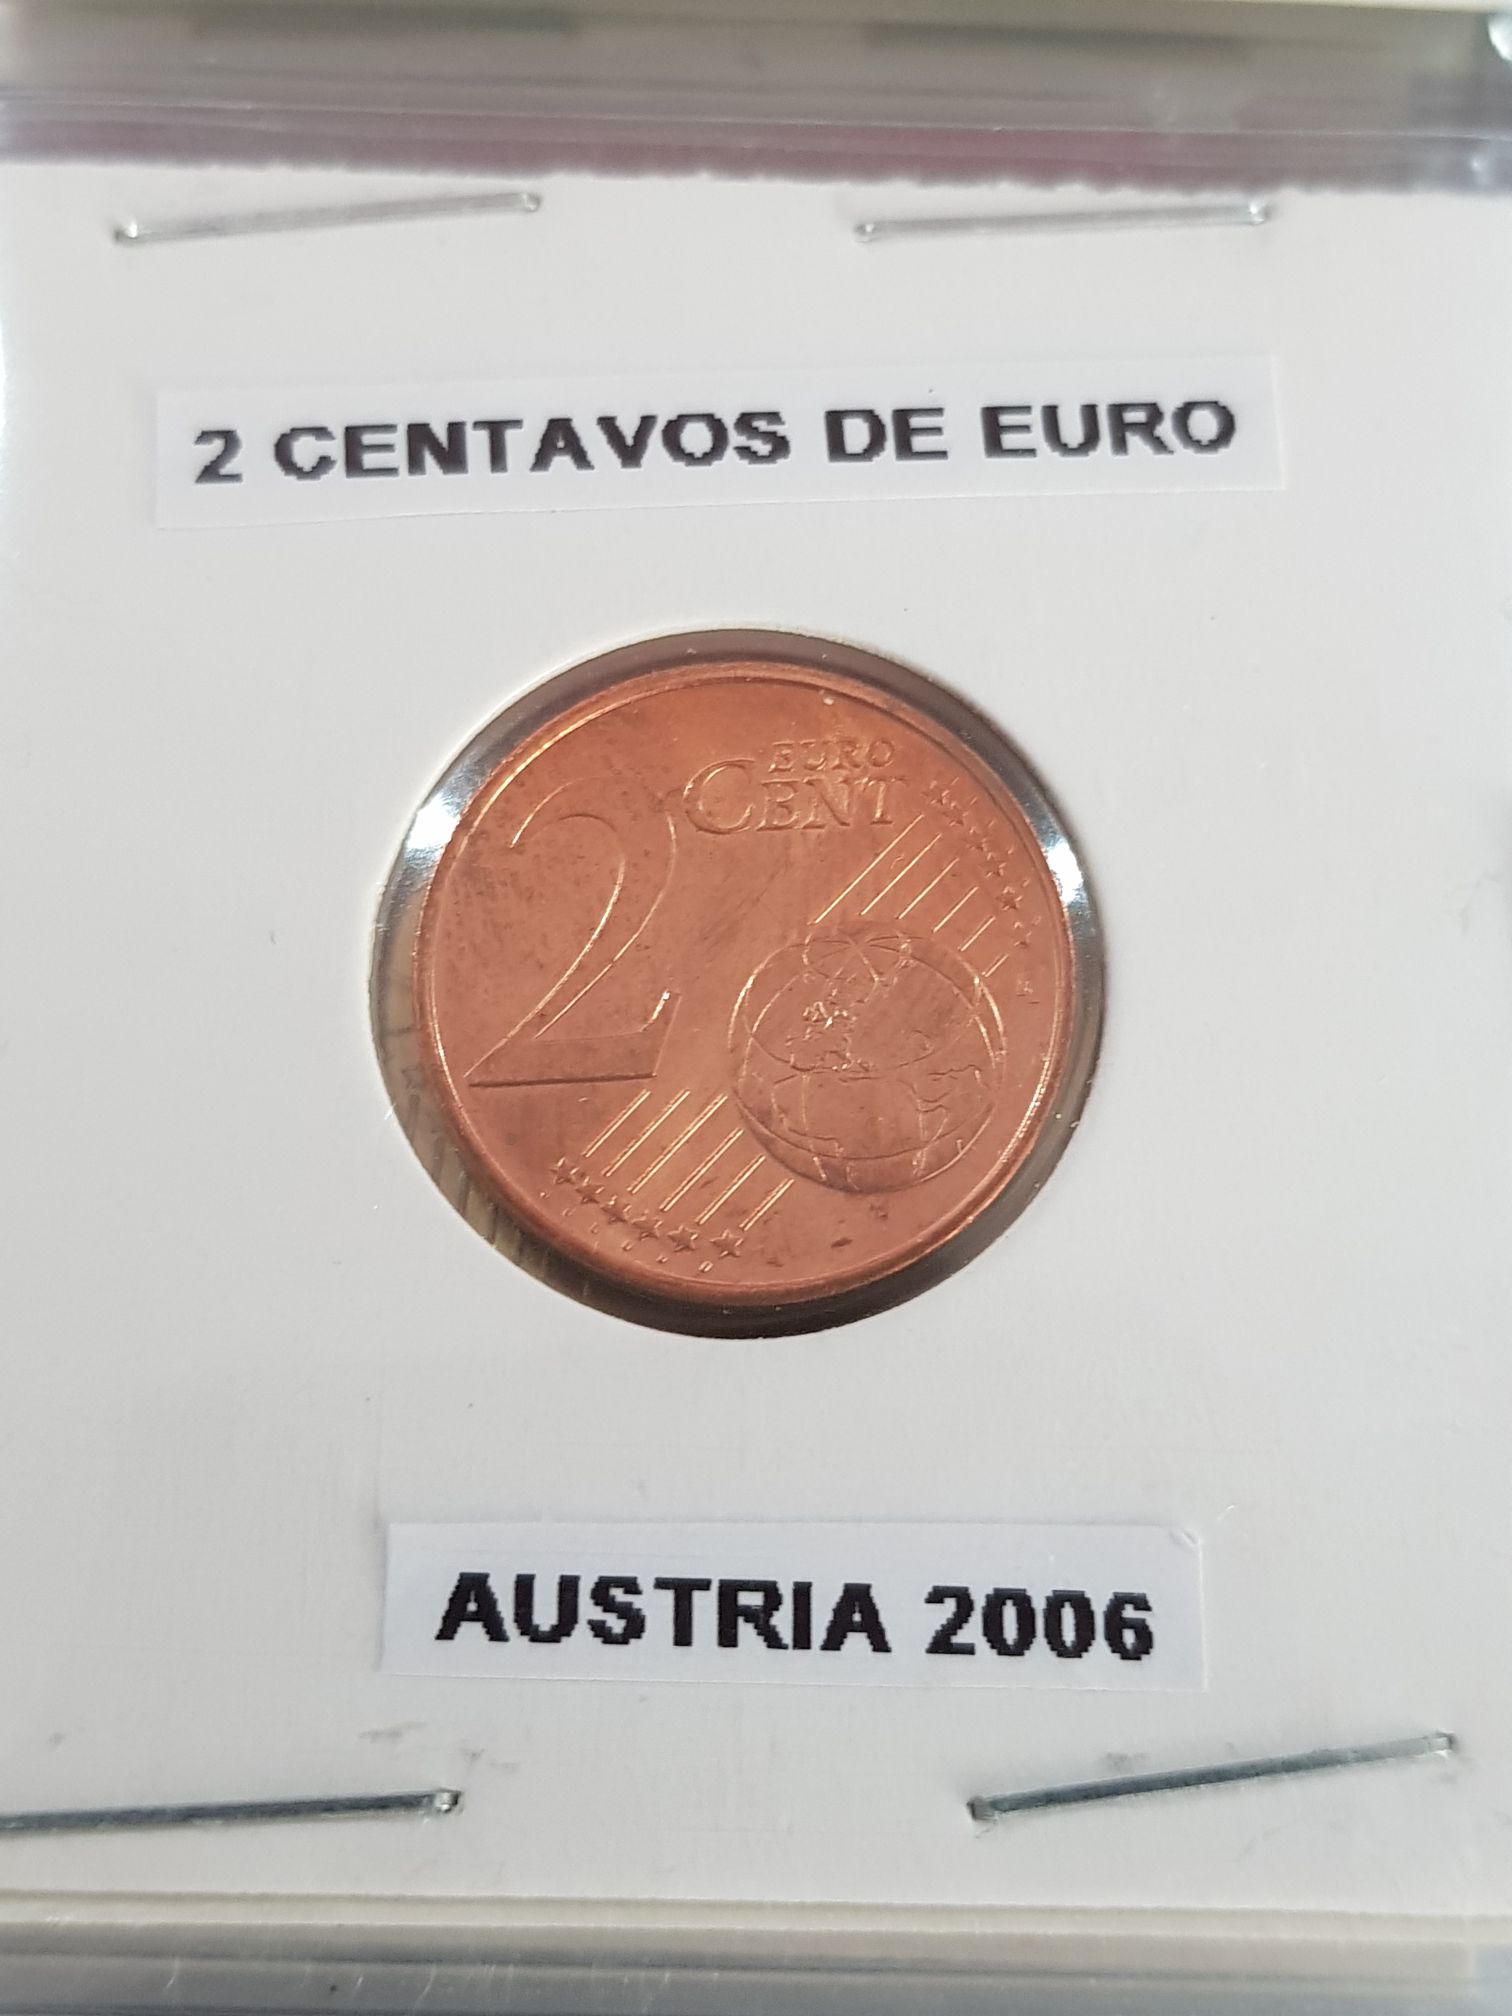 2 CENTAVOS DE EURO
2 EURO
CENT
AUSTRIA 2006